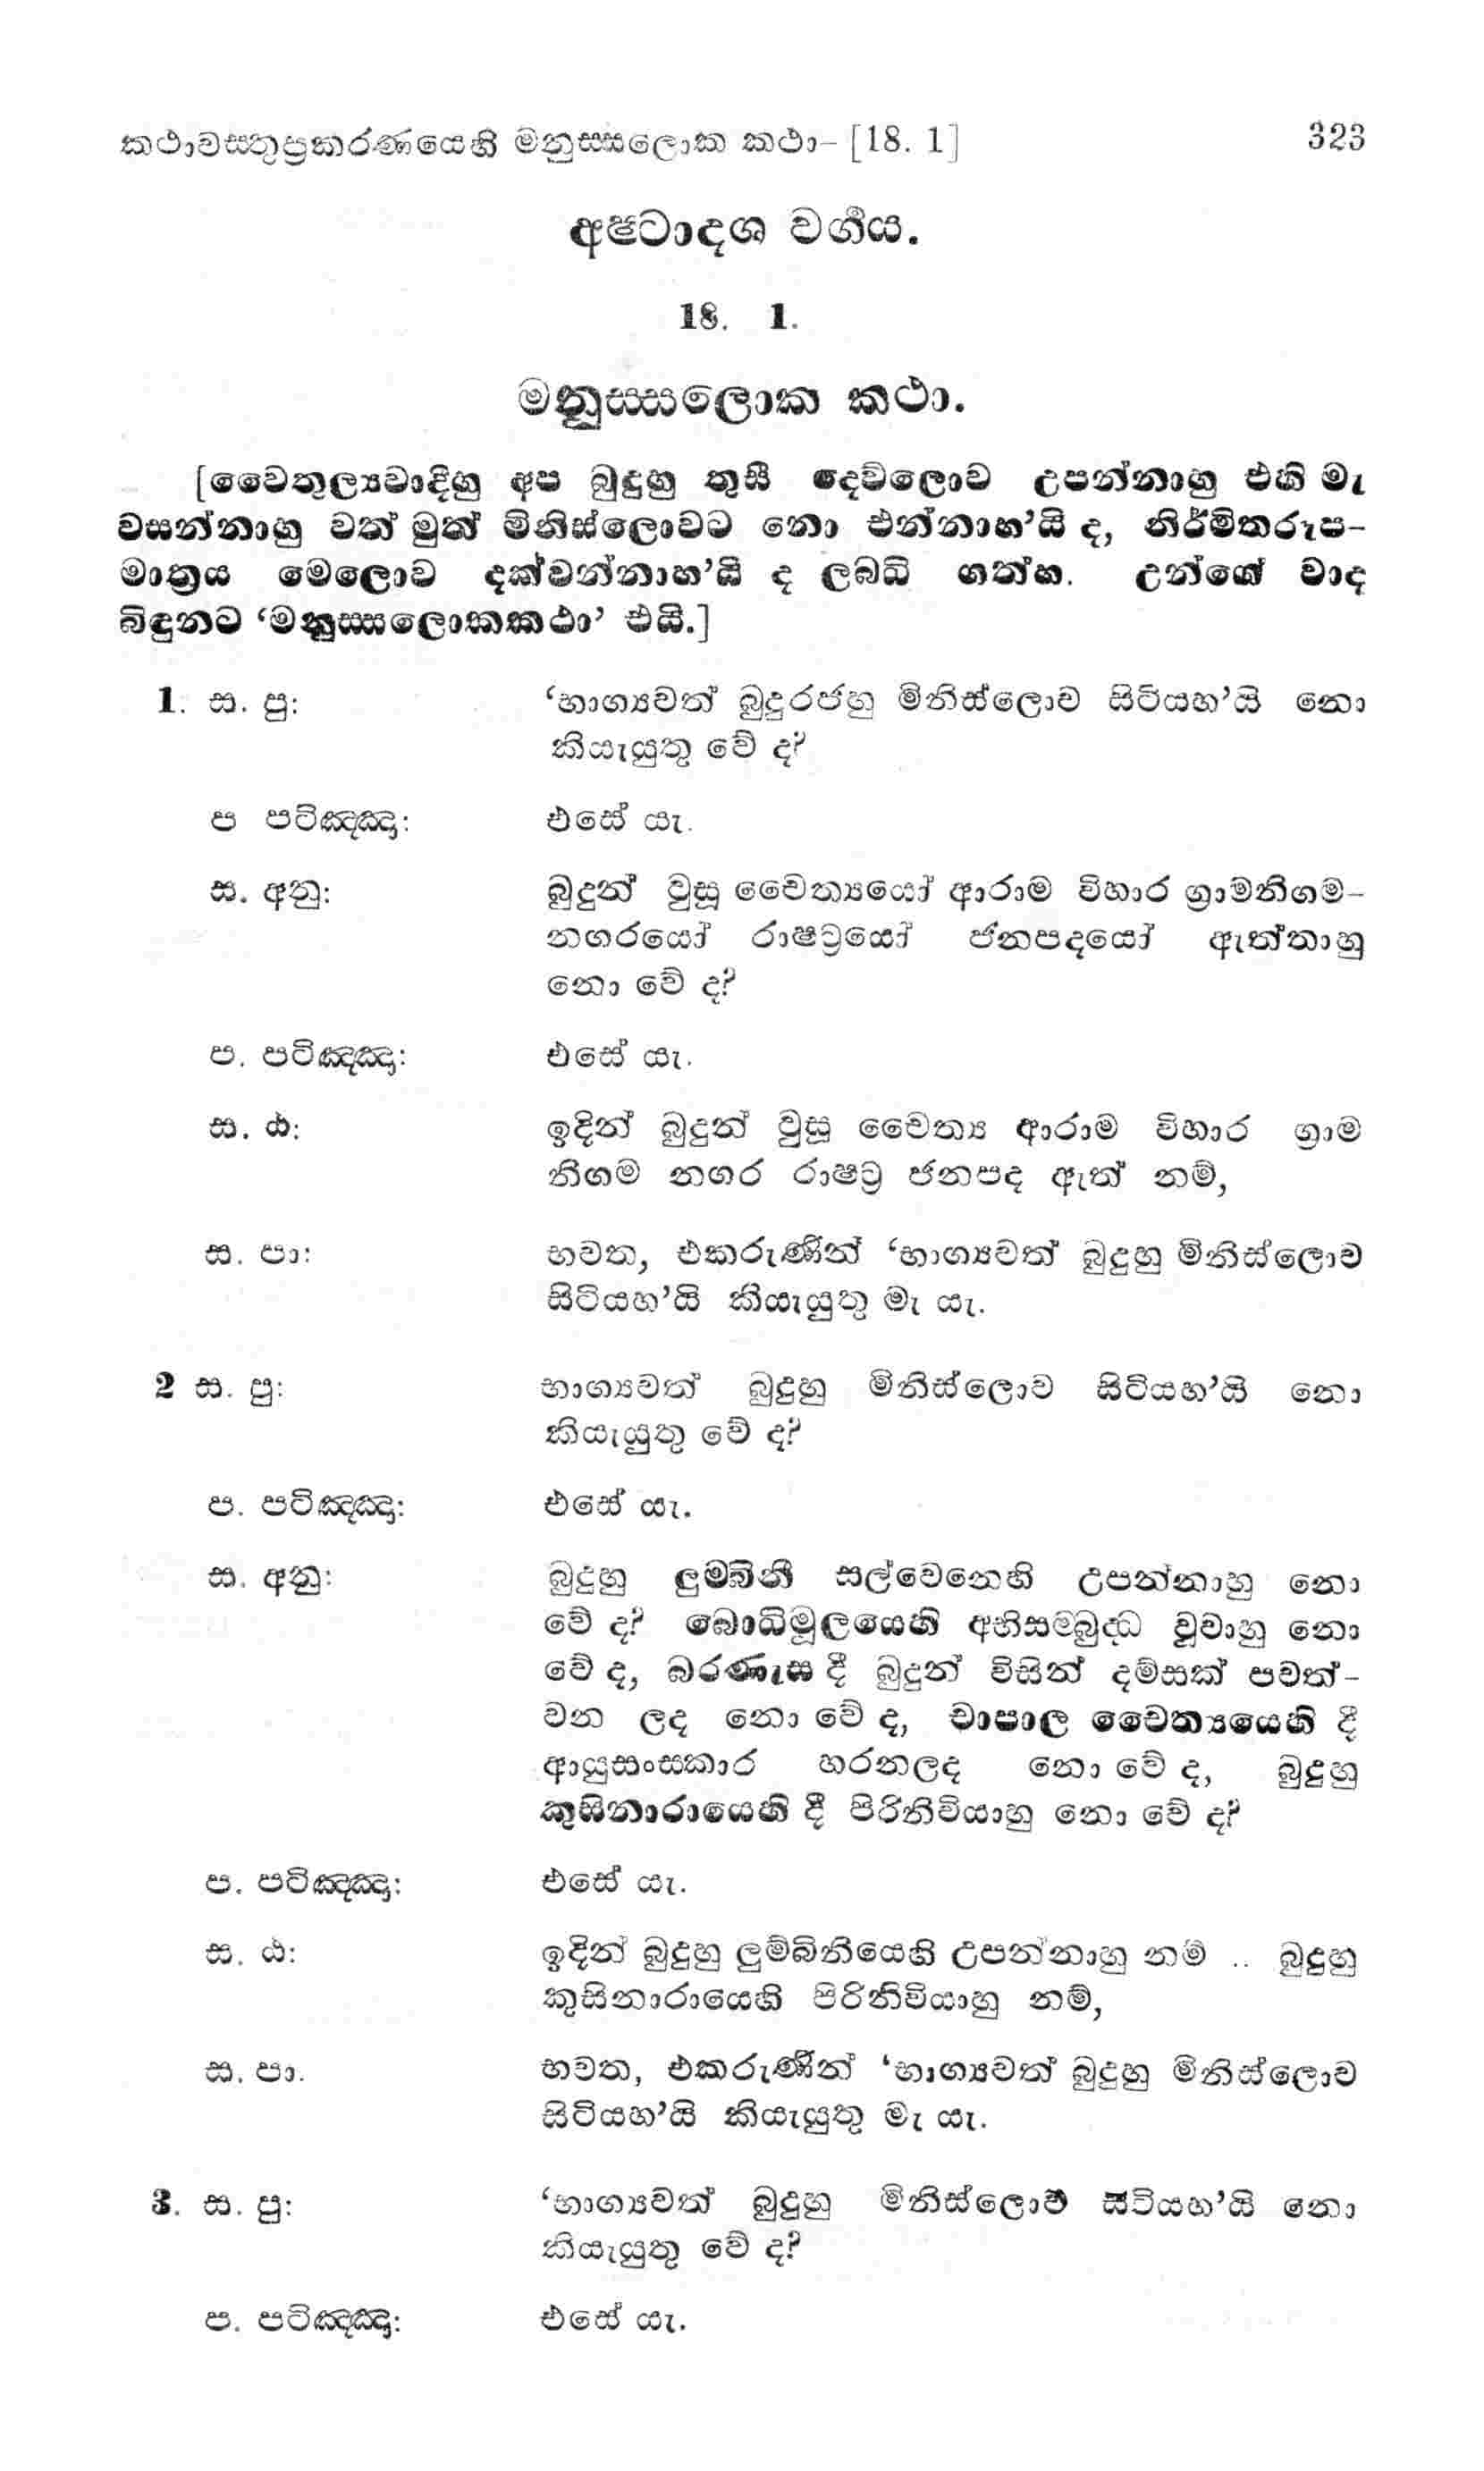 කථාවස්තුප්‍රකරණයෙහි මනුස්සලොක කථා– [18. 1] 323
අෂ්ටාදශ වර්‍ගය.
18. 1.
මනුස්සලොක කථා.
[වෛතුල්‍යවාදීහු අප බුදුහු තුසී දෙව්ලොව උපන්නාහු එහි මැ
වසන්නාහු වත් මුත් මිනිස්ලොවට නො එන්නාහ’යි ද, නිර්මිතරූප-
මාත්‍රය මෙලොව දක්වන්නාහ’යි ද ලබ්ධි ගත්හ. උන්ගේ වාද
බිඳුනට ‘මනුස්සලොකකථා’ එයි.]
1. ස. පු: ‘භාග්‍යවත් බුදුරජහු මිනිස්ලොව සිටියහ’යි නො
කියැයුතු වේ ද?
ප පටිඤ්ඤා: එසේ යැ.
ස. අනු: බුදුන් වුසූ චෛත්‍යයෝ ආරාම විහාර ග්‍රාමනිගම-
නගරයෝ රාෂ්ට්‍රයෝ ජනපදයෝ ඇත්තාහු
නො වේ ද?
ප. පටිඤ්ඤා: එසේ යැ.
ස. ඨ: ඉදින් බුදුන් වුසූ චෛත්‍ය ආරාම විහාර ග්‍රාම
නිගම නගර රාෂ්ට්‍ර ජනපද ඇත් නම්,
ස. පා: භවත, එකරුණින් ‘භාග්‍යවත් බුදුහු මිනිස්ලොව
සිටියහ’යි කියැයුතු මැ යැ.
2 ස. පු: භාග්‍යවත් බුදුහු මිනිස්ලොව සිටියහ’යි නො
කියැයුතු වේ ද?
ප. පටිඤ්ඤා: එසේ යැ.
ස. අනු: බුදුහු ලුම්බිනී සල්වෙනෙහි උපන්නාහු නො
වේ ද? බොධිමූලයෙහි අභිසම්බුද්ධ වූවාහු නො
වේ ද, බරණැස දී බුදුන් විසින් දම්සක් පවත්-
වන ලද නො වේ ද, චාපාල චෛත්‍යයෙහි දී
ආයුසංස්කාර හරනලද නො වේ ද, බුදුහු
කුසිනාරායෙහි දී පිරිනිවියාහු නො වේ ද?
ප. පටිඤ්ඤා: එසේ යැ.
ස. ඨ: ඉදින් බුදුහු ලුම්බිනියෙහි උපන්නාහු නම් .. බුදුහු
කුසිනාරායෙහි පිරිනිවියාහු නම්,
ස. පා. භවත, එකරුණින් ‘භාග්‍යවත් බුදුහු මිනිස්ලොව
සිටියහ’යි කියැයුතු මැ යැ.
3. ස. පු: ‘භාග්‍යවත් බුදුහු මිනිස්ලොව සිටියහ’යි නො
කියැයුතු වේ ද?
ප. පටිඤ්ඤා: එසේ යැ.